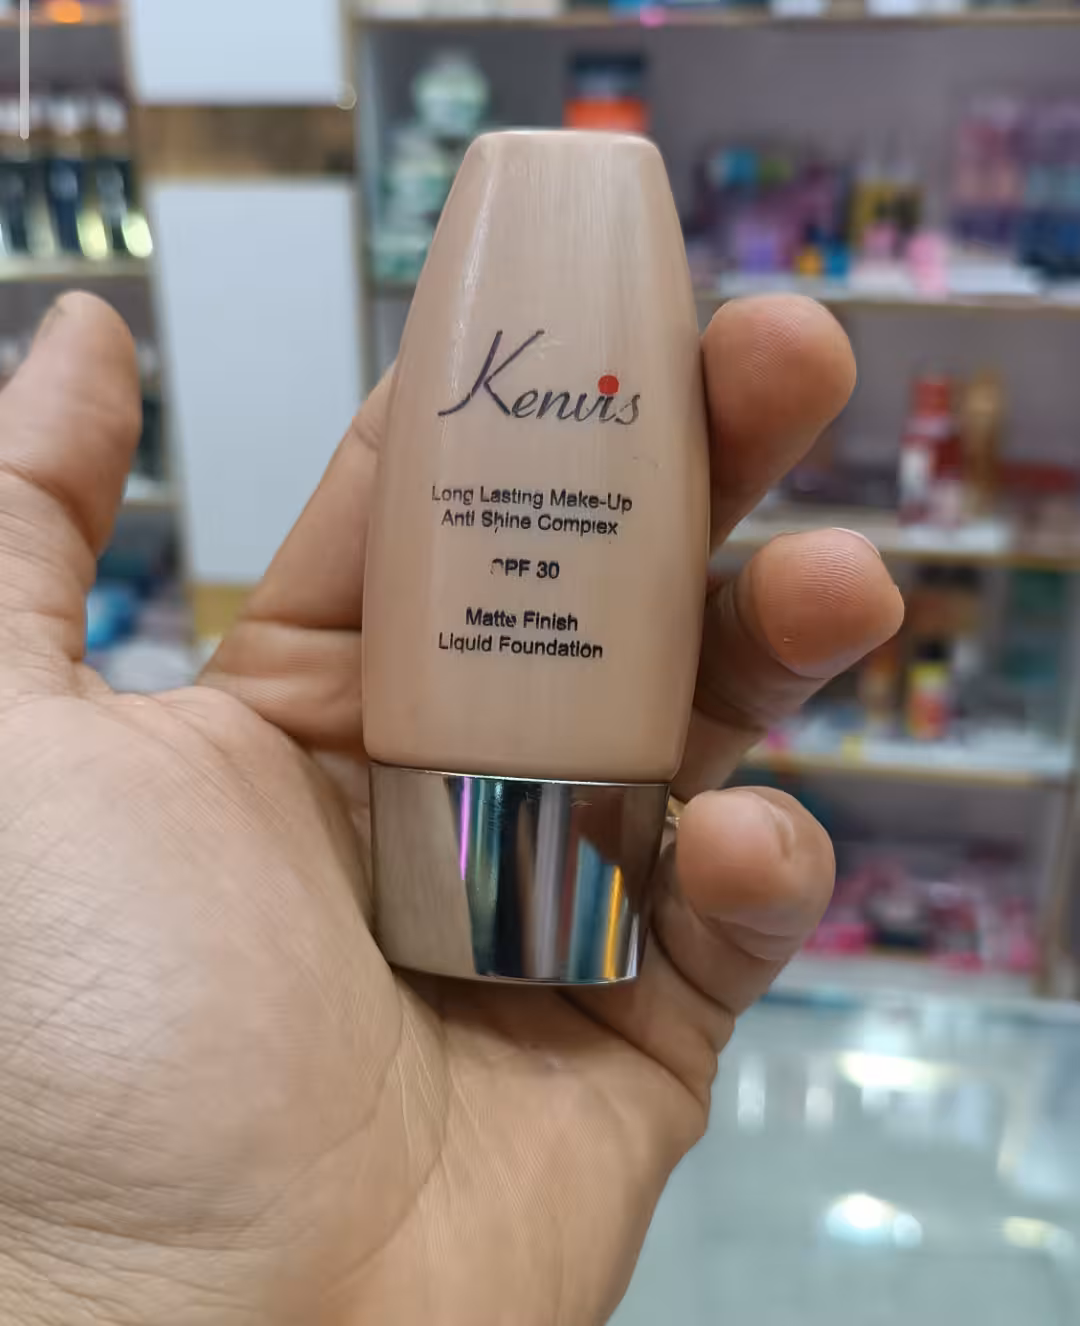 Kenvis
Long Lasting Make-Up
Anti Shine Complex
SPF 30
Matte Finish
Liquid Foundation